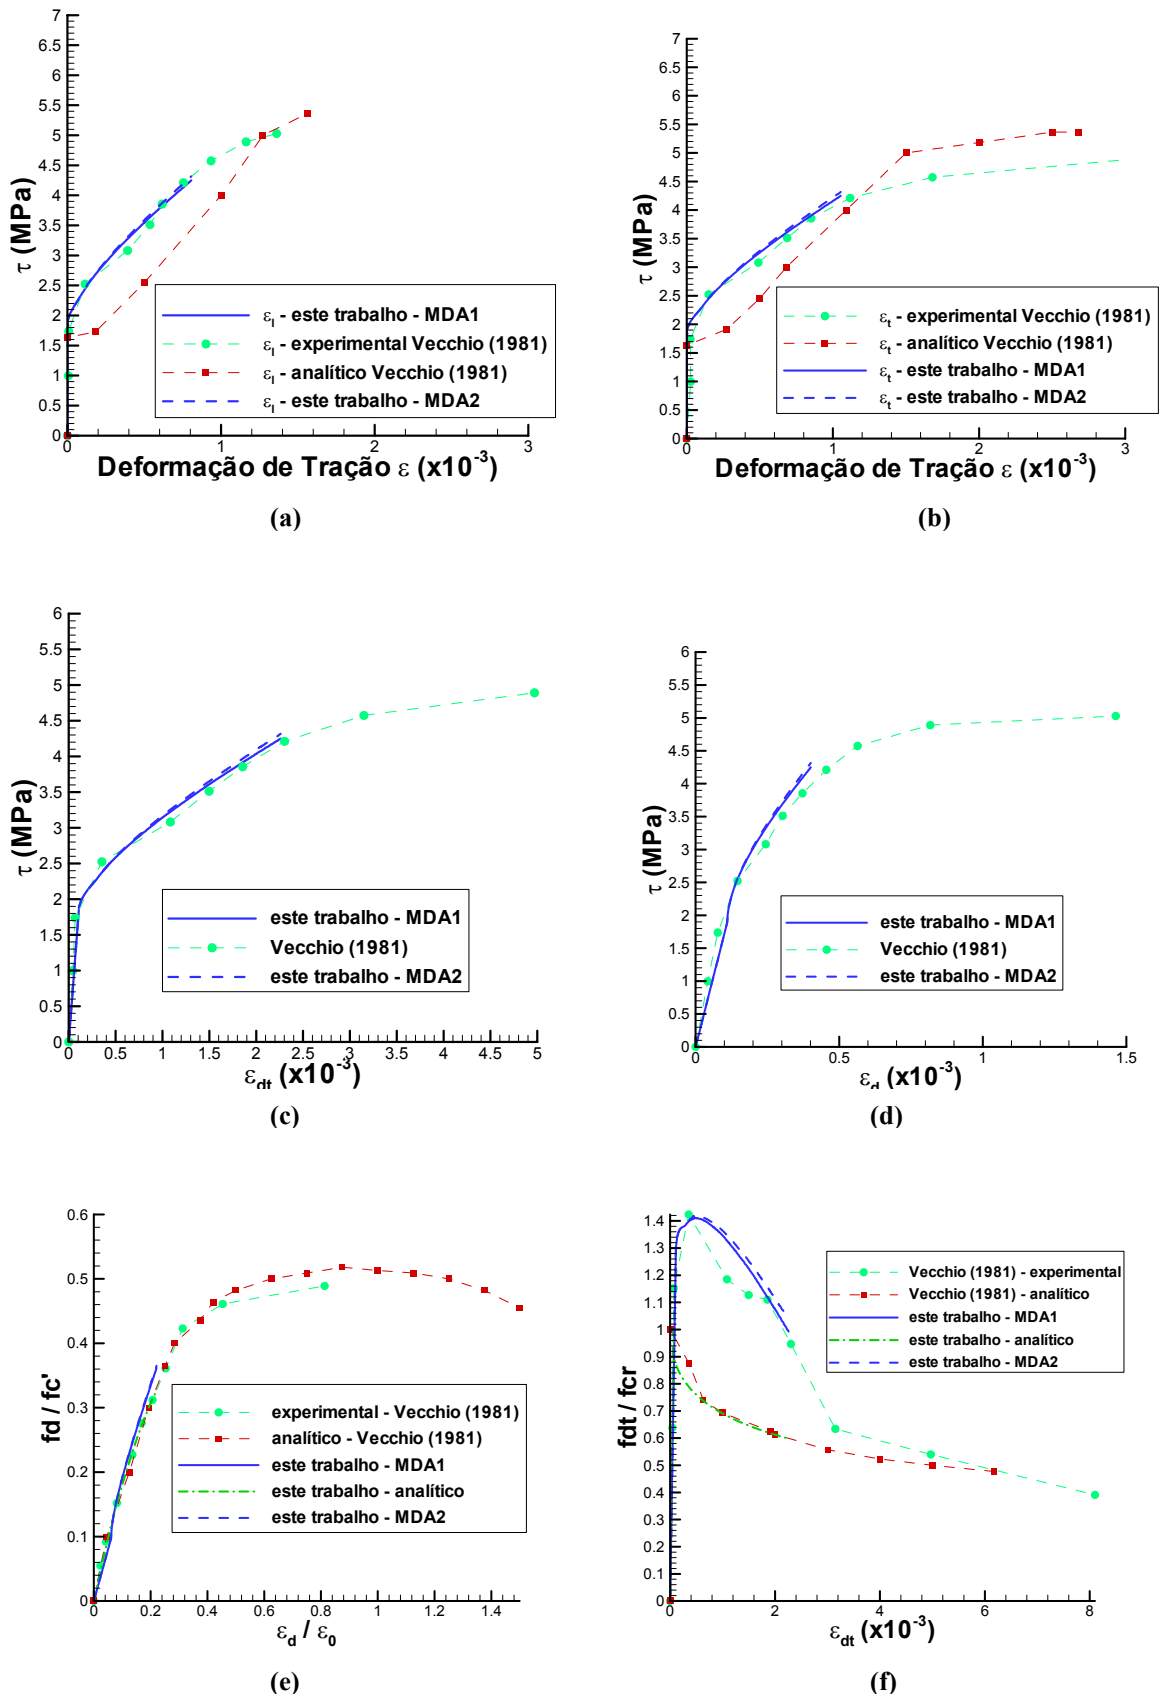 7
6.5
6
5.5
5
4.5
4
3.5
3
2.5
2
1.5
1
0.5
0
τ (MPa)
εl - este trabalho - MDA1
εl - experimental Vecchio (1981)
εl - analítico Vecchio (1981)
εl - este trabalho - MDA2
0 1 2 3
Deformação de Tração ε (x10-3)
(a)
7
6.5
6
5.5
5
4.5
4
3.5
3
2.5
2
1.5
1
0.5
0
τ (MPa)
εt - experimental Vecchio (1981)
εt - analítico Vecchio (1981)
εt - este trabalho - MDA1
εt - este trabalho - MDA2
0 1 2 3
Deformação de Tração ε (x10-3)
(b)
6
5.5
5
4.5
4
3.5
3
2.5
2
1.5
1
0.5
0
τ (MPa)
este trabalho - MDA1
Vecchio (1981)
este trabalho - MDA2
0 0.5 1 1.5 2 2.5 3 3.5 4 4.5 5
εdt (x10-3)
(c)
6
5.5
5
4.5
4
3.5
3
2.5
2
1.5
1
0.5
0
τ (MPa)
este trabalho - MDA1
Vecchio (1981)
este trabalho - MDA2
0 0.5 1 1.5
εd (x10-3)
(d)
0.6
0.5
0.4
0.3
0.2
0.1
0
fd / fc'
experimental - Vecchio (1981)
analítico - Vecchio (1981)
este trabalho - MDA1
este trabalho - analítico
este trabalho - MDA2
0 0.2 0.4 0.6 0.8 1 1.2 1.4
εd / ε0
(e)
1.4
1.3
1.2
1.1
1
0.9
0.8
0.7
0.6
0.5
0.4
0.3
0.2
0.1
0
fdt / fcr
Vecchio (1981) - experimental
Vecchio (1981) - analítico
este trabalho - MDA1
este trabalho - analítico
este trabalho - MDA2
0 2 4 6 8
εdt (x10-3)
(f)